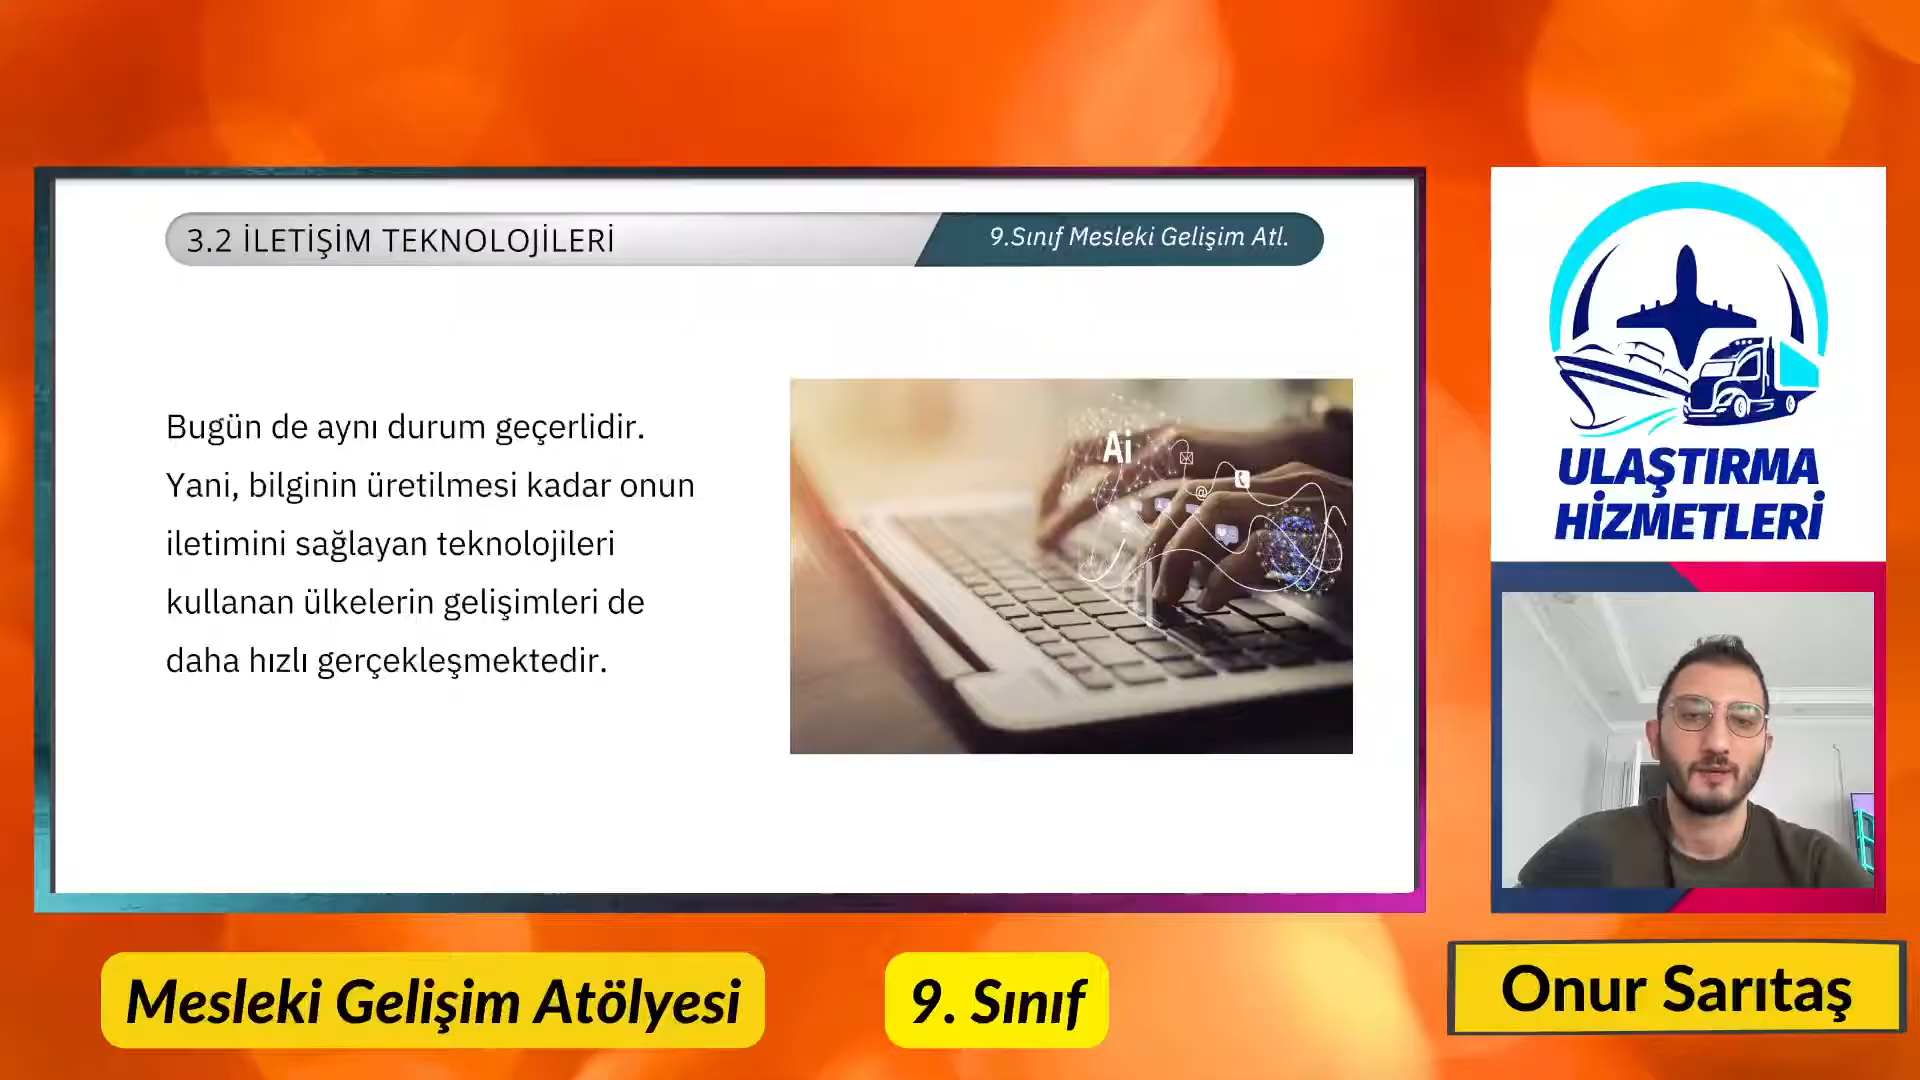 3.2 İLETİŞİM TEKNOLOJİLERİ
9.Sınıf Mesleki Gelişim Atl.
Bugün de aynı durum geçerlidir.
Yani, bilginin üretilmesi kadar onun
iletimini sağlayan teknolojileri
kullanan ülkelerin gelişimleri de
daha hızlı gerçekleşmektedir.
Ai
@
ULAŞTIRMA
HİZMETLERİ
Mesleki Gelişim Atölyesi
9. Sınıf
Onur Sarıtaş